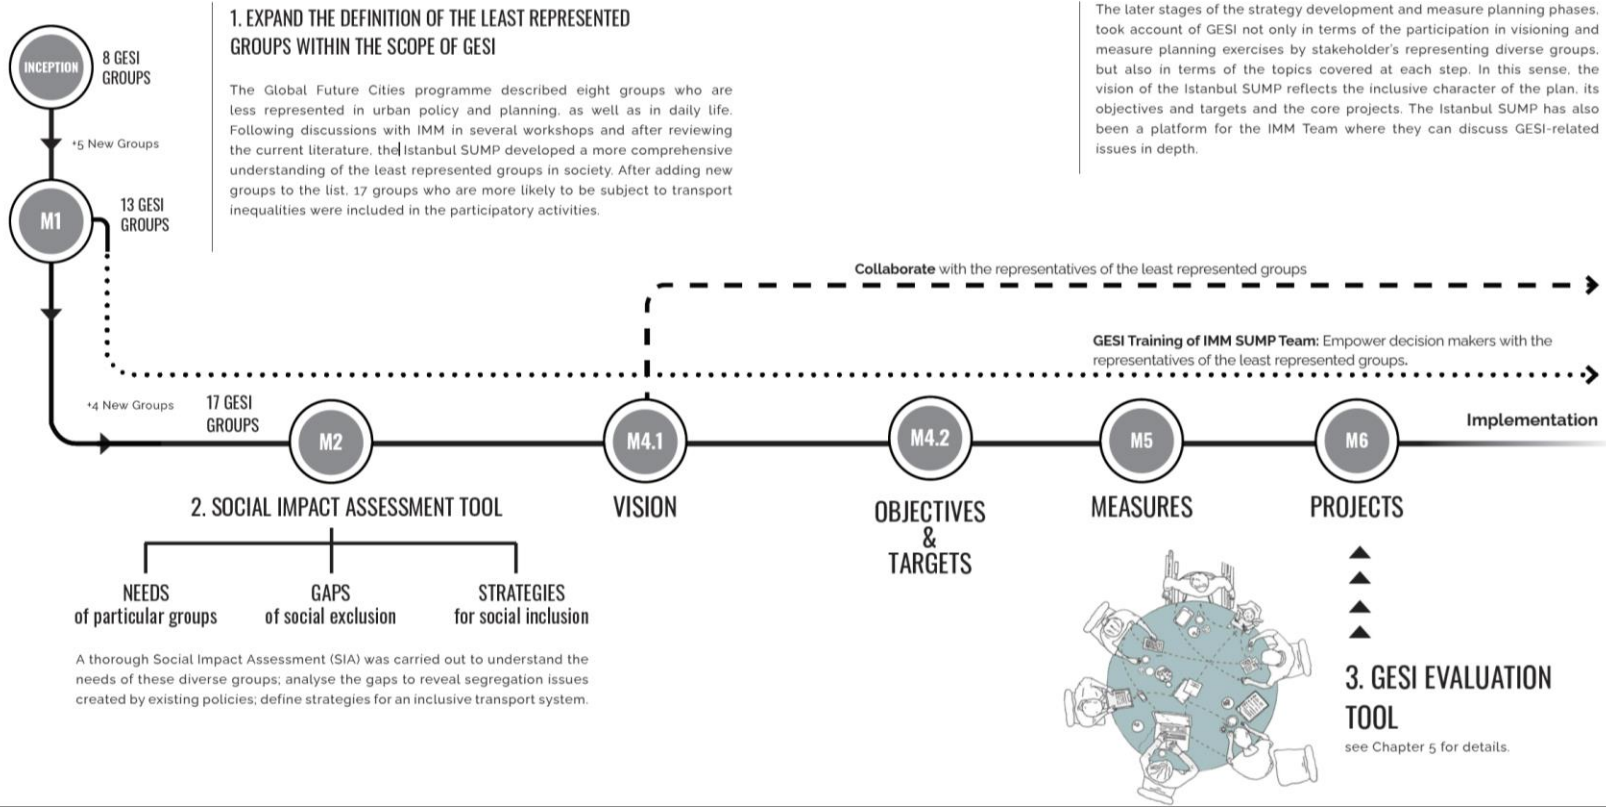 INCEPTION
8 GESI
GROUPS
+5 New Groups
M1
13 GESI
GROUPS
1. EXPAND THE DEFINITION OF THE LEAST REPRESENTED
GROUPS WITHIN THE SCOPE OF GESI
The Global Future Cities programme described eight groups who are
less represented in urban policy and planning, as well as in daily life.
Following discussions with IMM in several workshops and after reviewing
the current literature, the Istanbul SUMP developed a more comprehensive
understanding of the least represented groups in society. After adding new
groups to the list, 17 groups who are more likely to be subject to transport
inequalities were included in the participatory activities.
The later stages of the strategy development and measure planning phases,
took account of GESI not only in terms of the participation in visioning and
measure planning exercises by stakeholder's representing diverse groups,
but also in terms of the topics covered at each step. In this sense, the
vision of the Istanbul SUMP reflects the inclusive character of the plan, its
objectives and targets and the core projects. The Istanbul SUMP has also
been a platform for the IMM Team where they can discuss GESI-related
issues in depth.
Collaborate with the representatives of the least represented groups
GESI Training of IMM SUMP Team: Empower decision makers with the
representatives of the least represented groups.
+4 New Groups
17 GESI
GROUPS
M2
M4.1
M4.2
M5
M6
Implementation
2. SOCIAL IMPACT ASSESSMENT TOOL
VISION
OBJECTIVES
&
TARGETS
MEASURES
PROJECTS
NEEDS
of particular groups
GAPS
of social exclusion
STRATEGIES
for social inclusion
A thorough Social Impact Assessment (SIA) was carried out to understand the
needs of these diverse groups; analyse the gaps to reveal segregation issues
created by existing policies; define strategies for an inclusive transport system.
3. GESI EVALUATION
TOOL
see Chapter 5 for details.